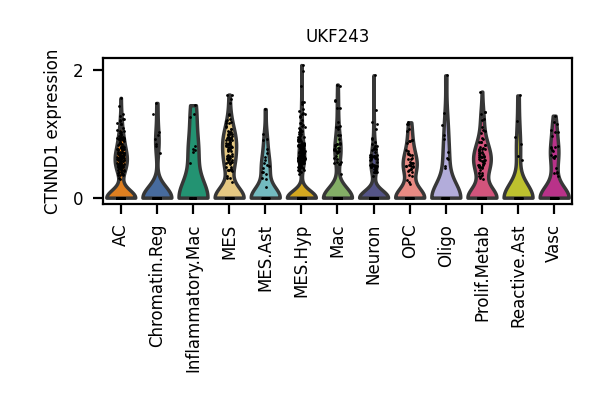 UKF243
CTNND1 expression
2
0
AC
Chromatin.Reg
Inflammatory.Mac
MES
MES.Ast
MES.Hyp
Mac
Neuron
OPC
Oligo
Prolif.Metab
Reactive.Ast
Vasc